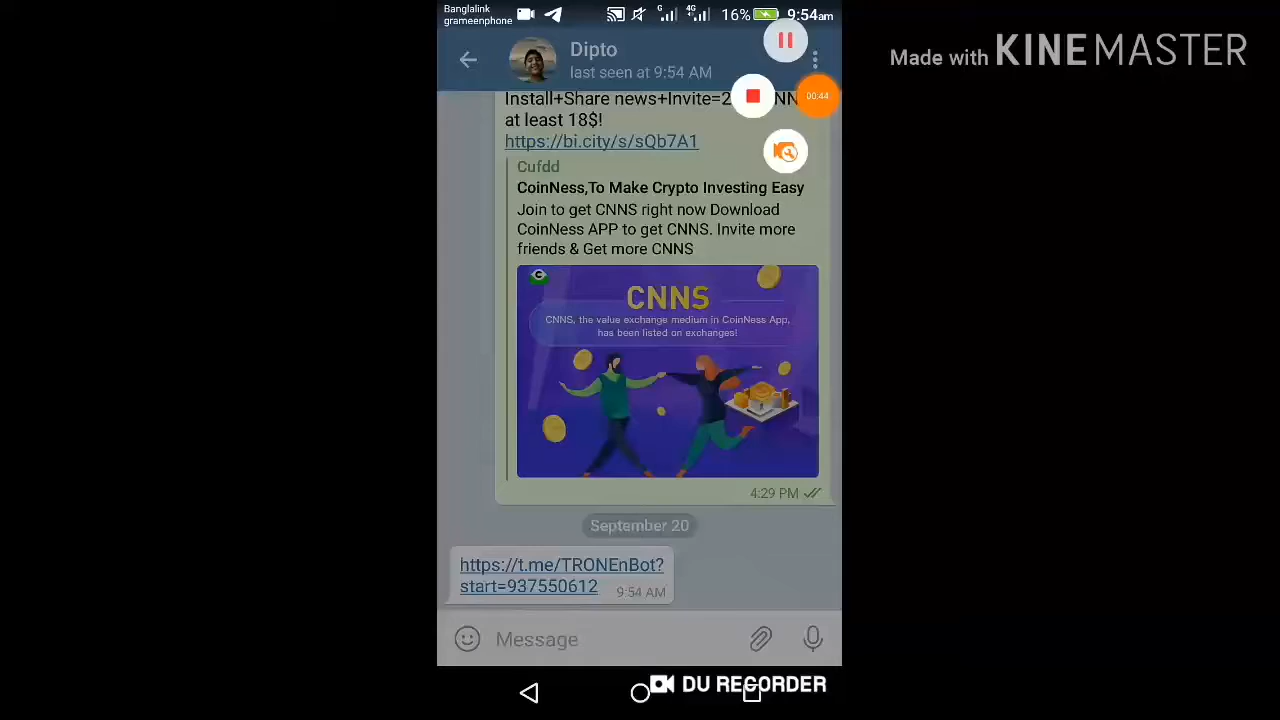 Banglalink
grameenphone
G
4G
16%
9:54am
Made with KINEMASTER
Dipto
last seen at 9:54 AM
00:44
Install+Share news+Invite=2
at least 18$!
https://bi.city/s/sQb7A1
Cufdd
CoinNess,To Make Crypto Investing Easy
Join to get CNNS right now Download
CoinNess APP to get CNNS. Invite more
friends & Get more CNNS
CNNS
CNNS, the value exchange medium in CoinNess App,
has been listed on exchanges!
4:29 PM
September 20
https://t.me/TRONEnBot?
start=937550612
9:54 AM
Message
DU RECORDER